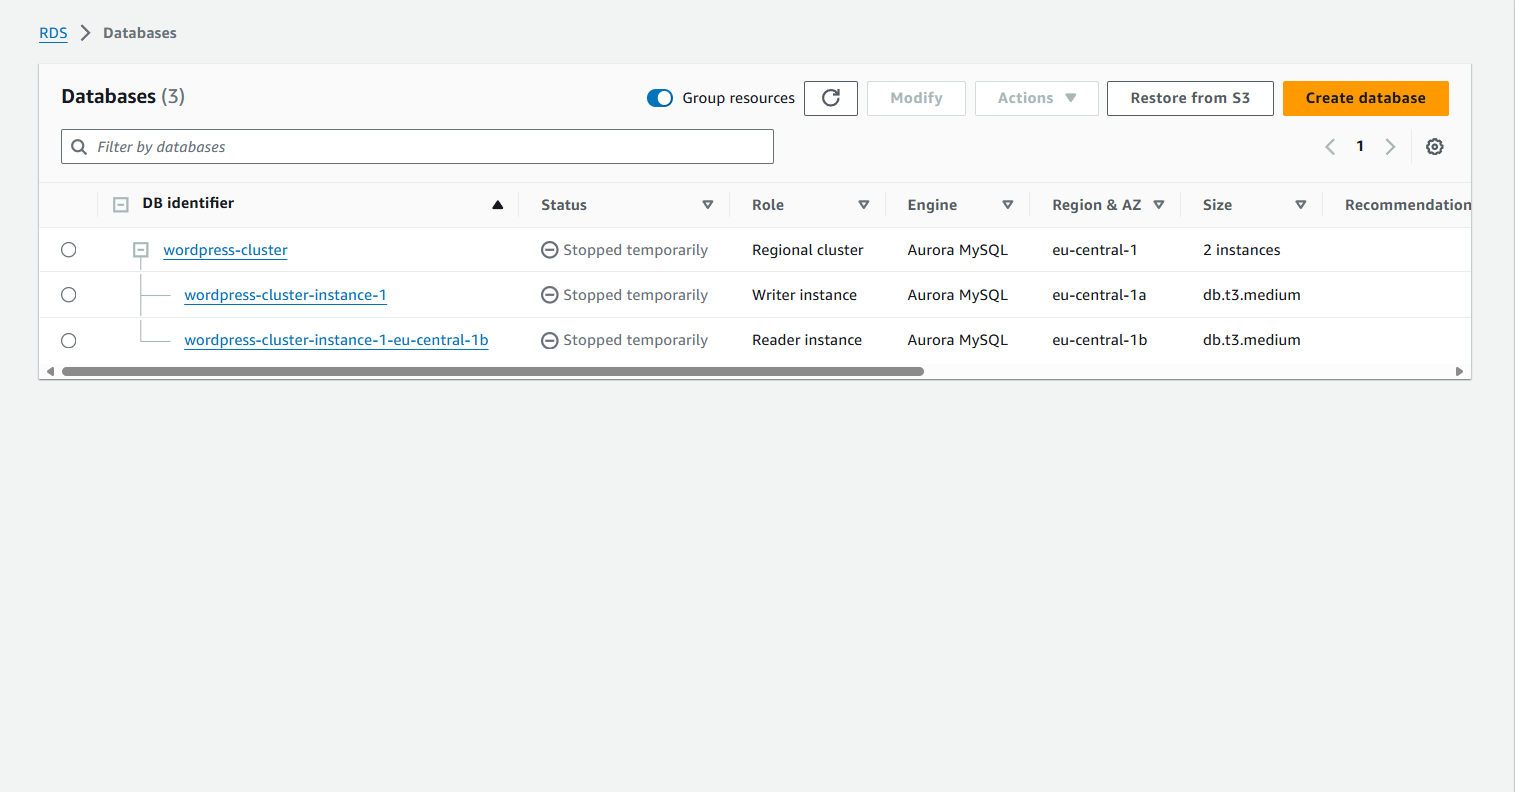 RDS Databases
Databases (3)
Group resources Modify Actions Restore from S3 Create database
Filter by databases
1
DB identifier Status Role Engine Region & AZ Size Recommendation
wordpress-cluster Stopped temporarily Regional cluster Aurora MySQL eu-central-1 2 instances
wordpress-cluster-instance-1 Stopped temporarily Writer instance Aurora MySQL eu-central-1a db.t3.medium
wordpress-cluster-instance-1-eu-central-1b Stopped temporarily Reader instance Aurora MySQL eu-central-1b db.t3.medium